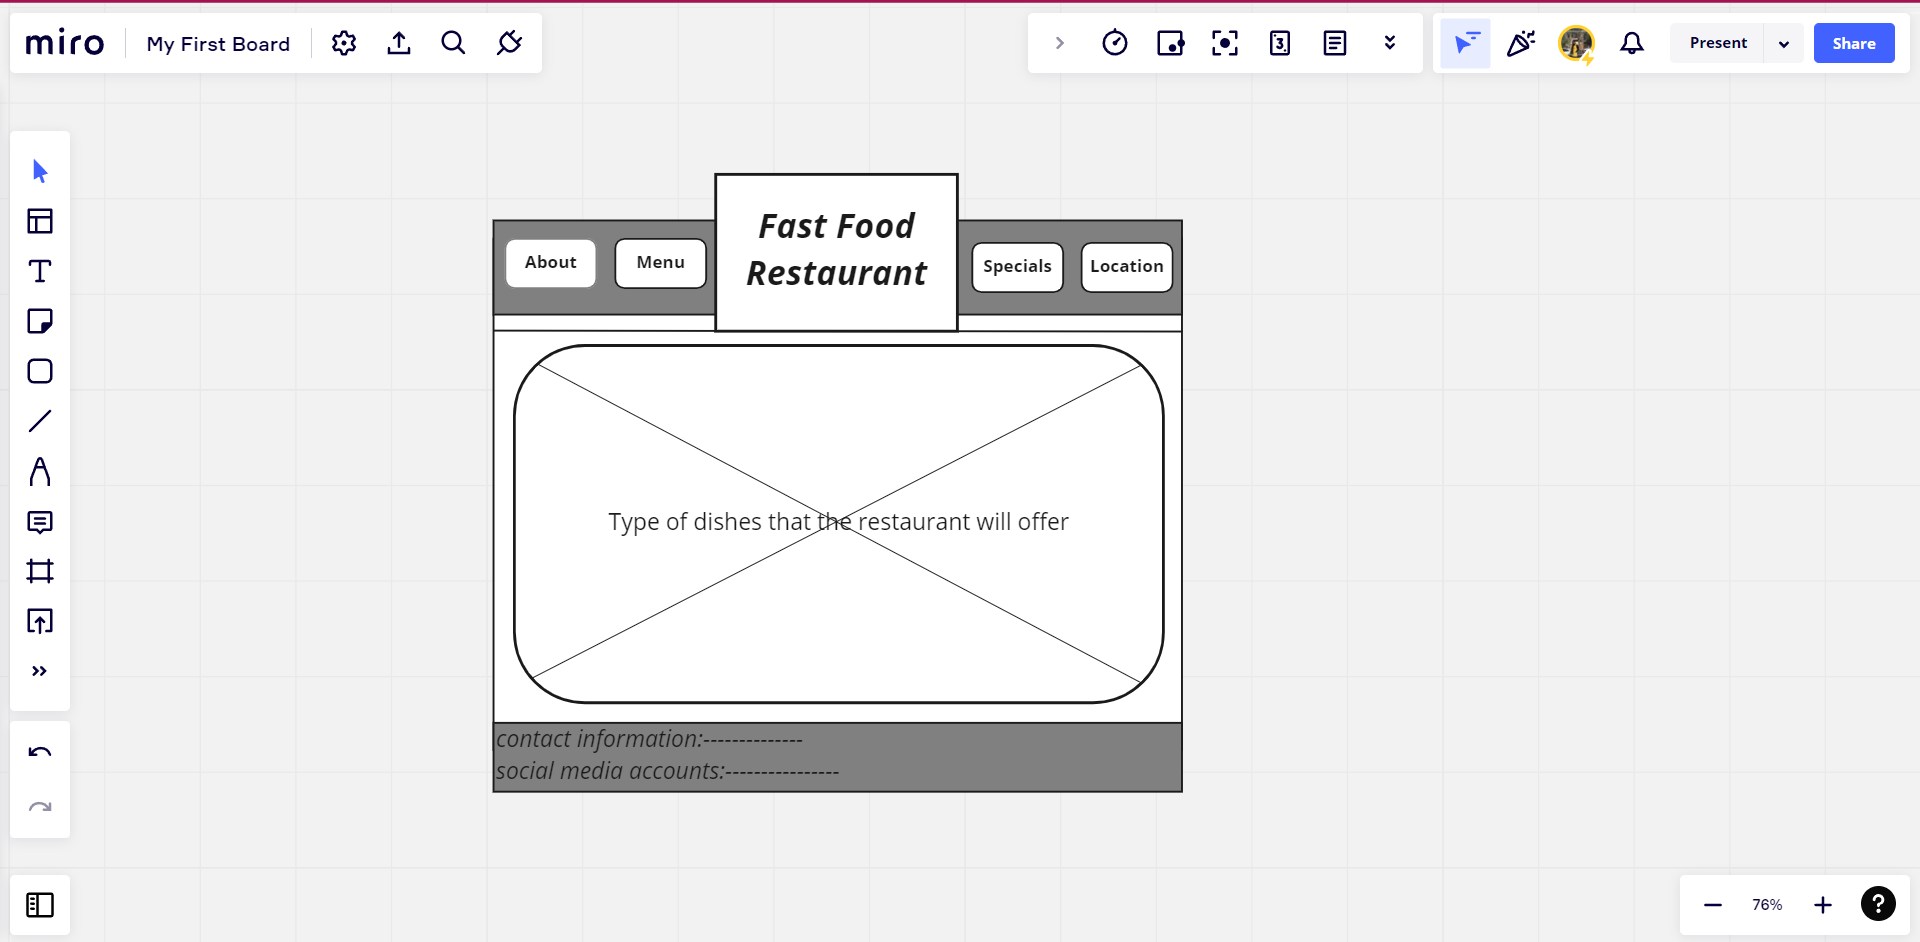 miro
My First Board
3
Present
Share
Fast Food
Restaurant
About
Menu
Specials
Location
Type of dishes that the restaurant will offer
contact information:--------------
social media accounts:----------------
76%
?